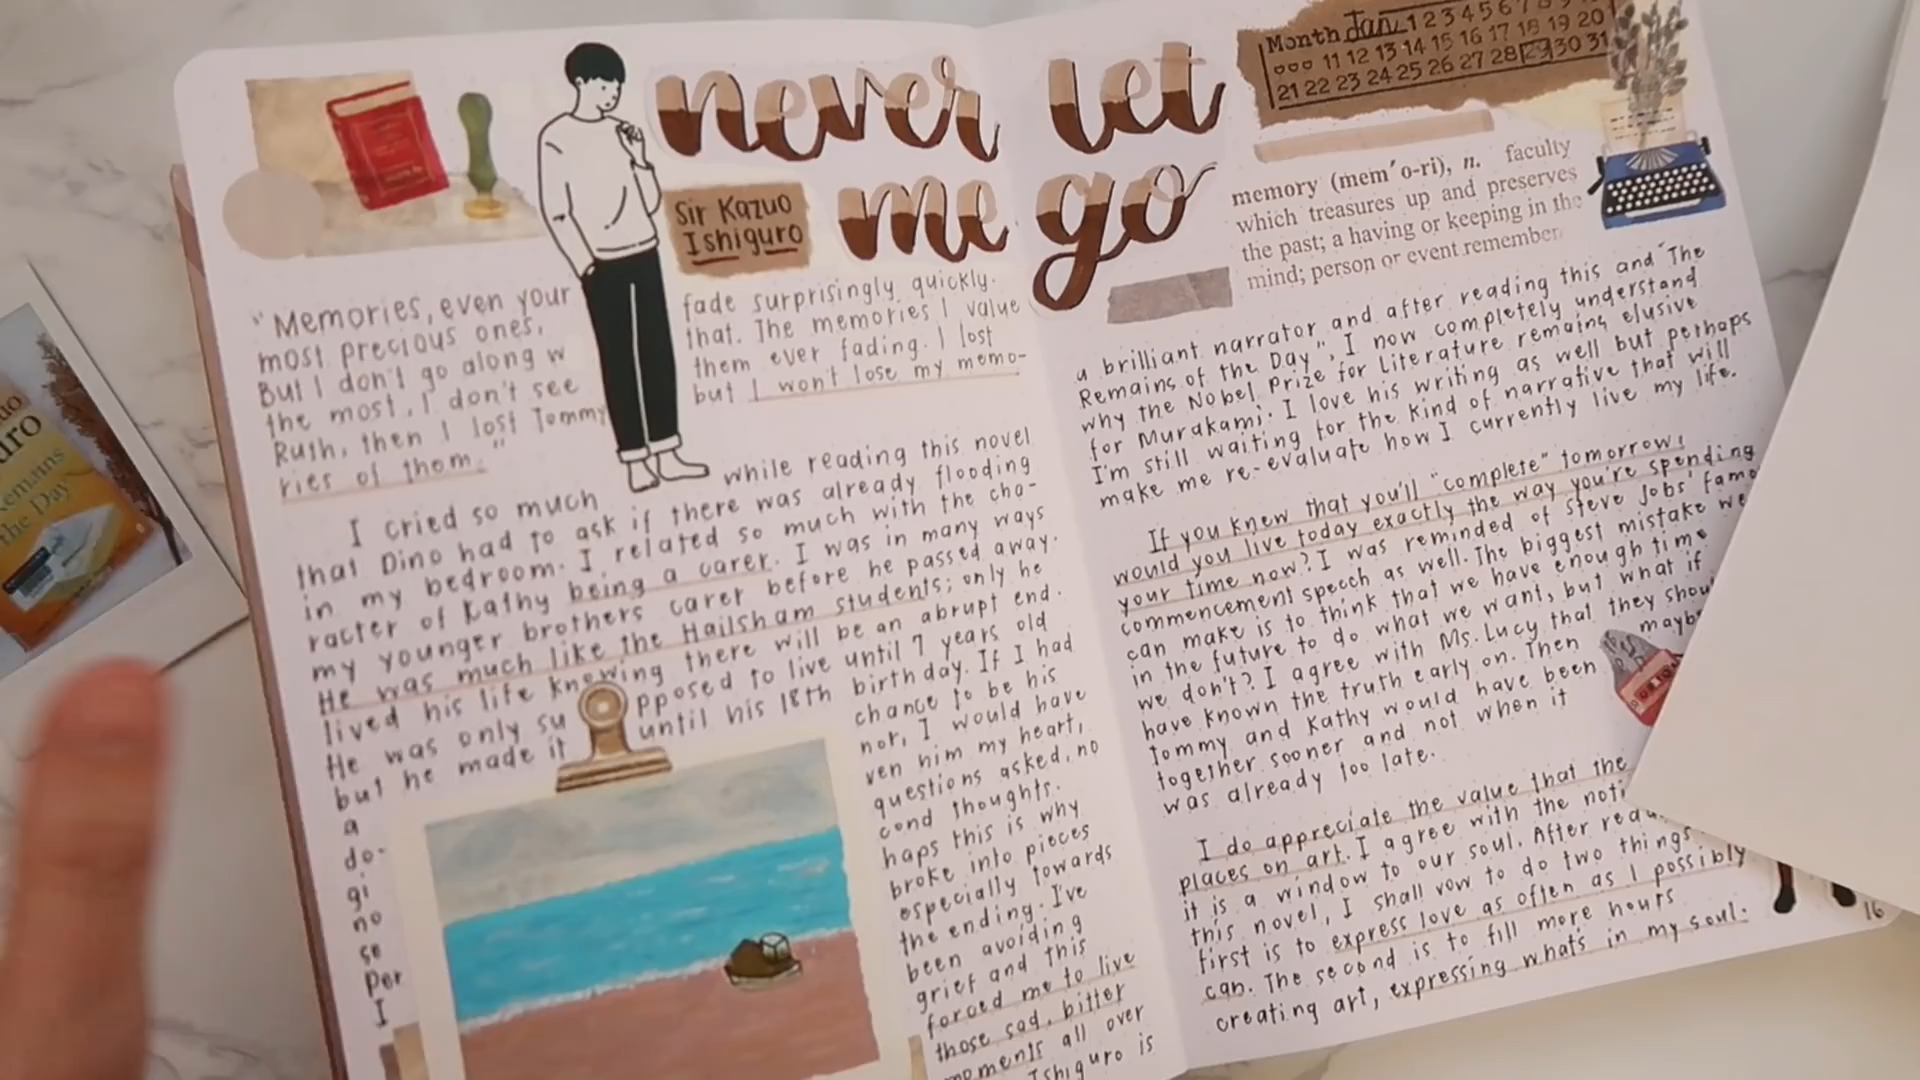 never let
me go
Sir Kazuo
Ishiguro
Month Jan 1 2 3 4 5 6 7 8 9
11 12 13 14 15 16 17 18 19 20
21 22 23 24 25 26 27 28 29 30 31
memory (mem′o-ri), n. faculty
which treasures up and preserves
the past; a having or keeping in the
mind; person or event remember
"Memories, even your
most precious ones,
But I don't go along w
the most, I don't see
Ruth, then I lost Tommy
ries of them."
fade surprisingly quickly.
that. The memories I value
them ever fading. I lost
but I won't lose my memo-
I cried so much while reading this novel
that Dino had to ask if there was already flooding
in my bedroom. I related so much with the cha-
racter of Kathy being a carer. I was in many ways
my younger brothers carer before he passed away.
He was much like the Hailsham students; only he
lived his life knowing there will be an abrupt end.
He was only su pposed to live until 7 years old
but he made it until his 18th birthday. If I had
a chance to be his
do- nor, I would have
gi ven him my heart,
no questions asked, no
se cond thoughts.
Per haps this is why
I broke into pieces
especially towards
the ending. I've
been avoiding
grief and this
forced me to live
those sad, bitter
moments all over
Ishiguro is
a brilliant narrator and after reading this and "The
Remains of the Day", I now completely understand
why the Nobel Prize for Literature remains elusive
for Murakami. I love his writing as well but perhaps
I'm still waiting for the kind of narrative that will
make me re-evaluate how I currently live my life.
If you knew that you'll "complete" tomorrow,
would you live today exactly the way you're spending
your time now? I was reminded of Steve Jobs' famo
commencement speech as well. The biggest mistake we
can make is to think that we have enough time
in the future to do what we want, but what if
we don't? I agree with Ms. Lucy that they shou
have known the truth early on. Then mayb
Tommy and Kathy would have been
together sooner and not when it
was already too late.
I do appreciate the value that the
places on art. I agree with the noti
it is a window to our soul. After rea
this novel, I shall vow to do two things
first is to express love as often as I possibly
can. The second is to fill more hours
creating art, expressing what's in my soul.
16
uo
uro
emains
the Day